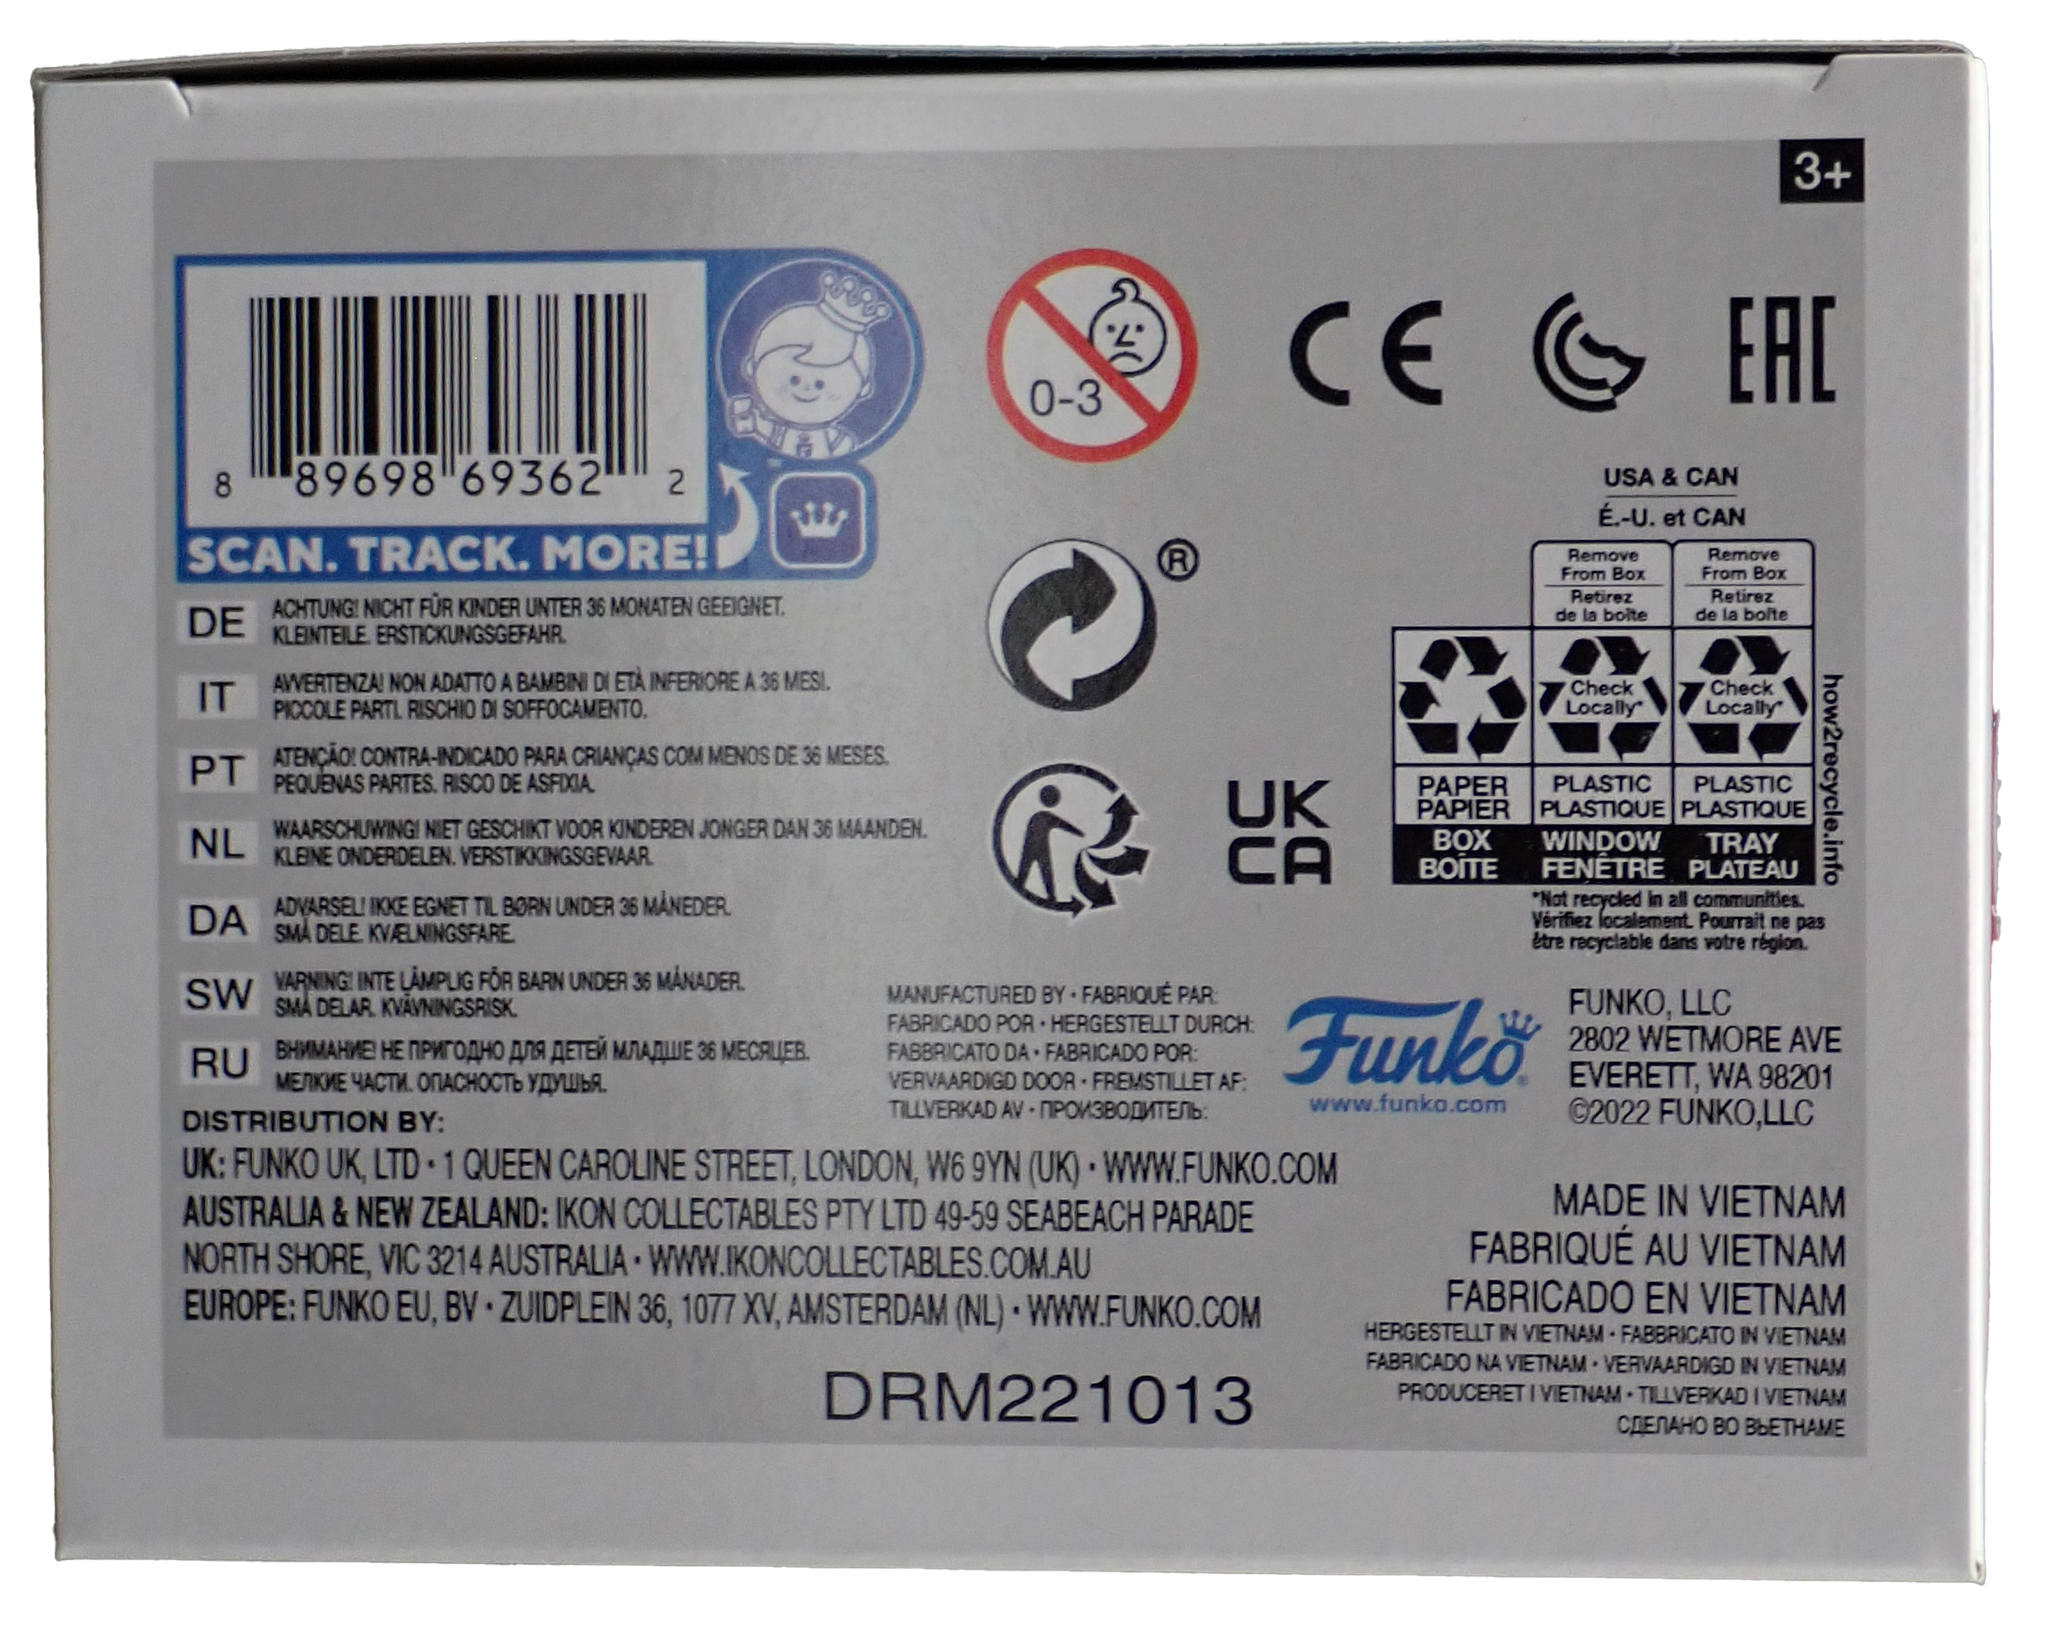 3+
8 89698 69362 2
SCAN. TRACK. MORE!
0-3
CE
EAC
USA & CAN
É.-U. et CAN
Remove
From Box
Retirez
de la boîte
Remove
From Box
Retirez
de la boîte
Check
Locally*
Check
Locally*
PAPER
PAPIER
PLASTIC
PLASTIQUE
PLASTIC
PLASTIQUE
BOX
BOÎTE
WINDOW
FENÊTRE
TRAY
PLATEAU
how2recycle.info
*Not recycled in all communities.
Vérifiez localement. Pourrait ne pas
être recyclable dans votre région.
®
UK
CA
DE ACHTUNG! NICHT FÜR KINDER UNTER 36 MONATEN GEEIGNET.
KLEINTEILE. ERSTICKUNGSGEFAHR.
IT AVVERTENZA! NON ADATTO A BAMBINI DI ETÀ INFERIORE A 36 MESI.
PICCOLE PARTI. RISCHIO DI SOFFOCAMENTO.
PT ATENÇÃO! CONTRA-INDICADO PARA CRIANÇAS COM MENOS DE 36 MESES.
PEQUENAS PARTES. RISCO DE ASFIXIA.
NL WAARSCHUWING! NIET GESCHIKT VOOR KINDEREN JONGER DAN 36 MAANDEN.
KLEINE ONDERDELEN. VERSTIKKINGSGEVAAR.
DA ADVARSEL! IKKE EGNET TIL BØRN UNDER 36 MÅNEDER.
SMÅ DELE. KVÆLNINGSFARE.
SW VARNING! INTE LÄMPLIG FÖR BARN UNDER 36 MÅNADER.
SMÅ DELAR. KVÄVNINGSRISK.
RU ВНИМАНИЕ! НЕ ПРИГОДНО ДЛЯ ДЕТЕЙ МЛАДШЕ 36 МЕСЯЦЕВ.
МЕЛКИЕ ЧАСТИ. ОПАСНОСТЬ УДУШЬЯ.
MANUFACTURED BY • FABRIQUÉ PAR:
FABRICADO POR • HERGESTELLT DURCH:
FABBRICATO DA • FABRICADO POR:
VERVAARDIGD DOOR • FREMSTILLET AF:
TILLVERKAD AV • ПРОИЗВОДИТЕЛЬ:
Funko
www.funko.com
FUNKO, LLC
2802 WETMORE AVE
EVERETT, WA 98201
©2022 FUNKO,LLC
DISTRIBUTION BY:
UK: FUNKO UK, LTD • 1 QUEEN CAROLINE STREET, LONDON, W6 9YN (UK) • WWW.FUNKO.COM
AUSTRALIA & NEW ZEALAND: IKON COLLECTABLES PTY LTD 49-59 SEABEACH PARADE
NORTH SHORE, VIC 3214 AUSTRALIA • WWW.IKONCOLLECTABLES.COM.AU
EUROPE: FUNKO EU, BV • ZUIDPLEIN 36, 1077 XV, AMSTERDAM (NL) • WWW.FUNKO.COM
MADE IN VIETNAM
FABRIQUÉ AU VIETNAM
FABRICADO EN VIETNAM
HERGESTELLT IN VIETNAM • FABBRICATO IN VIETNAM
FABRICADO NA VIETNAM • VERVAARDIGD IN VIETNAM
PRODUCERET I VIETNAM • TILLVERKAD I VIETNAM
СДЕЛАНО ВО ВЬЕТНАМЕ
DRM221013